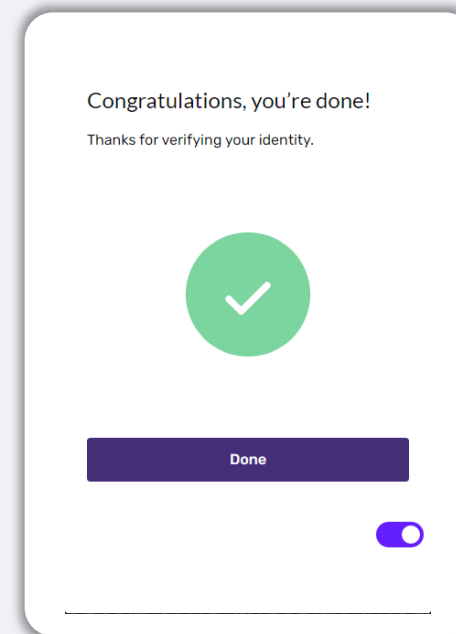 Congratulations, you’re done!
Thanks for verifying your identity.
Done